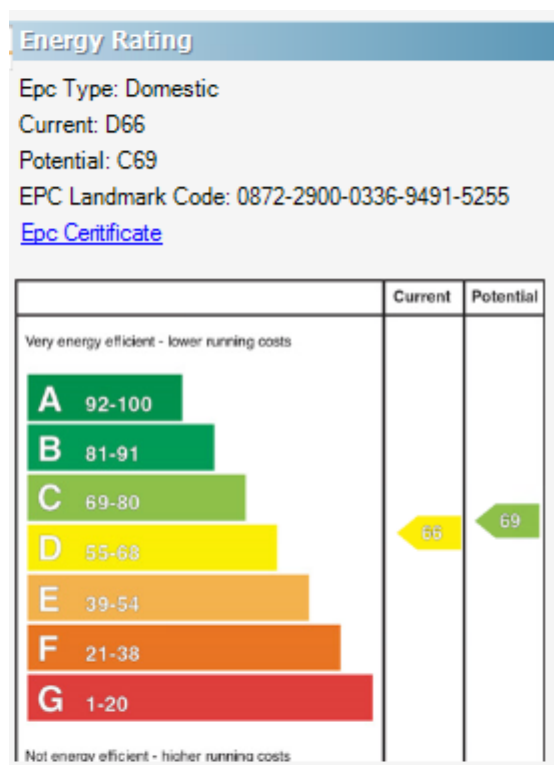 Energy Rating
Epc Type: Domestic
Current: D66
Potential: C69
EPC Landmark Code: 0872-2900-0336-9491-5255
Epc Ceritificate
Current Potential
Very energy efficient - lower running costs
A 92-100
B 81-91
C 69-80
D 55-68
66
69
E 39-54
F 21-38
G 1-20
Not energy efficient - higher running costs